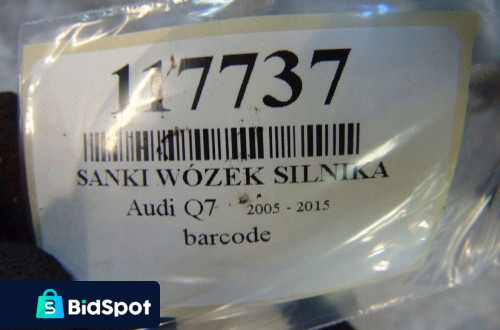 117737
SANKI WÓZEK SILNIKA
Audi Q7 2005 - 2015
barcode
S
BidSpot